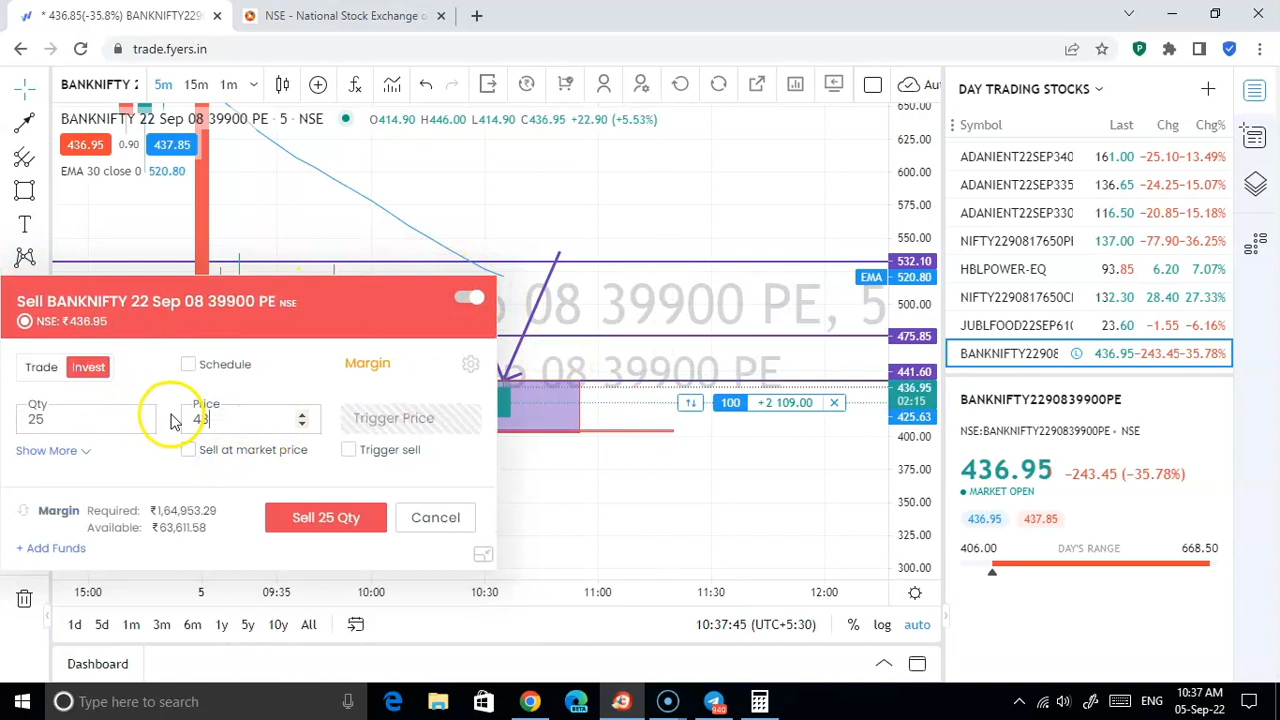 * 436.85(-35.8%) BANKNIFTY229
NSE - National Stock Exchange o
trade.fyers.in
BANKNIFTY 2
5m 15m 1m
Au
DAY TRADING STOCKS
BANKNIFTY 22 Sep 08 39900 PE · 5 · NSE
O414.90 H446.00 L414.90 C436.95 +22.90 (+5.53%)
436.95 0.90 437.85
EMA 30 close 0 520.80
Symbol Last Chg Chg%
ADANIENT22SEP340 161.00 −25.10 −13.49%
ADANIENT22SEP335 136.65 −24.25 −15.07%
ADANIENT22SEP330 116.50 −20.85 −15.18%
NIFTY2290817650PI 137.00 −77.90 −36.25%
HBLPOWER-EQ 93.85 6.20 7.07%
NIFTY2290817650C 132.30 28.40 27.33%
JUBLFOOD22SEP61 23.60 −1.55 −6.16%
BANKNIFTY22908 436.95 −243.45 −35.78%
650.00
625.00
600.00
575.00
550.00
532.10
EMA 520.80
500.00
475.85
441.60
436.95
02:15
425.63
400.00
375.00
350.00
325.00
300.00
08 39900 PE, 5
08 39900 PE
100 +2 109.00
Sell BANKNIFTY 22 Sep 08 39900 PE NSE
NSE: ₹436.95
Trade Invest
Schedule
Margin
Qty
25
Price
43
Trigger Price
Show More
Sell at market price
Trigger sell
Margin Required: ₹1,64,953.29
Available: ₹63,611.58
+ Add Funds
Sell 25 Qty
Cancel
BANKNIFTY2290839900PE
NSE:BANKNIFTY2290839900PE • NSE
436.95 −243.45 (−35.78%)
MARKET OPEN
436.95 437.85
406.00 DAY'S RANGE 668.50
15:00 5 09:35 10:00 10:30 11:00 11:30 12:00
1d 5d 1m 3m 6m 1y 5y 10y All
10:37:45 (UTC+5:30)
% log auto
Dashboard
Type here to search
940
ENG
10:37 AM
05-Sep-22